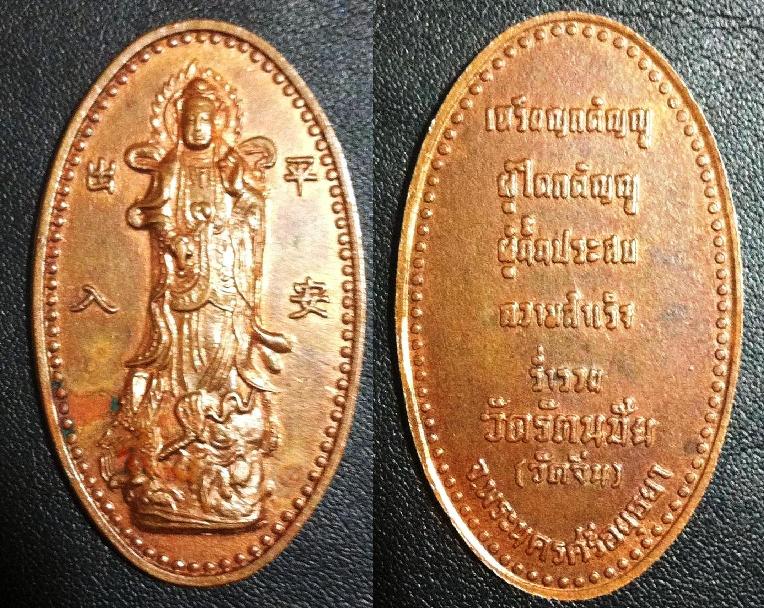 出 平
入 安
เหรียญกตัญญู
ผู้ใดกตัญญู
ผู้นั้นประสบ
ความสำเร็จ
ร่ำรวย
วัดรัตนชัย
(วัดจีน)
จ.พระนครศรีอยุธยา